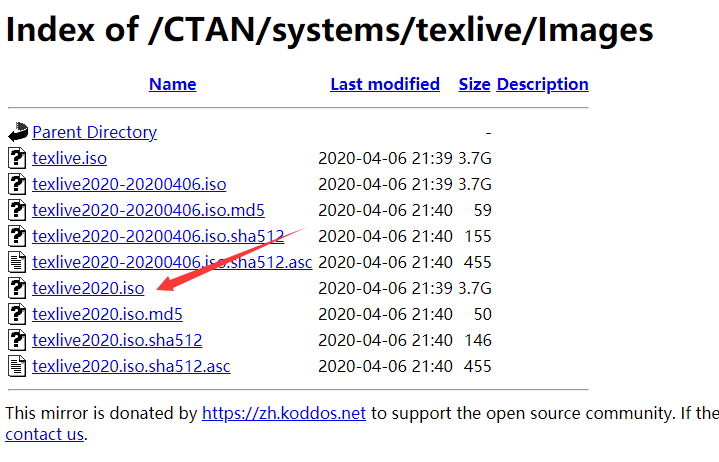 Index of /CTAN/systems/texlive/Images
Name Last modified Size Description
Parent Directory -
texlive.iso 2020-04-06 21:39 3.7G
texlive2020-20200406.iso 2020-04-06 21:39 3.7G
texlive2020-20200406.iso.md5 2020-04-06 21:40 59
texlive2020-20200406.iso.sha512 2020-04-06 21:40 155
texlive2020-20200406.iso.sha512.asc 2020-04-06 21:40 455
texlive2020.iso 2020-04-06 21:39 3.7G
texlive2020.iso.md5 2020-04-06 21:40 50
texlive2020.iso.sha512 2020-04-06 21:40 146
texlive2020.iso.sha512.asc 2020-04-06 21:40 455
This mirror is donated by https://zh.koddos.net to support the open source community. If the
contact us.